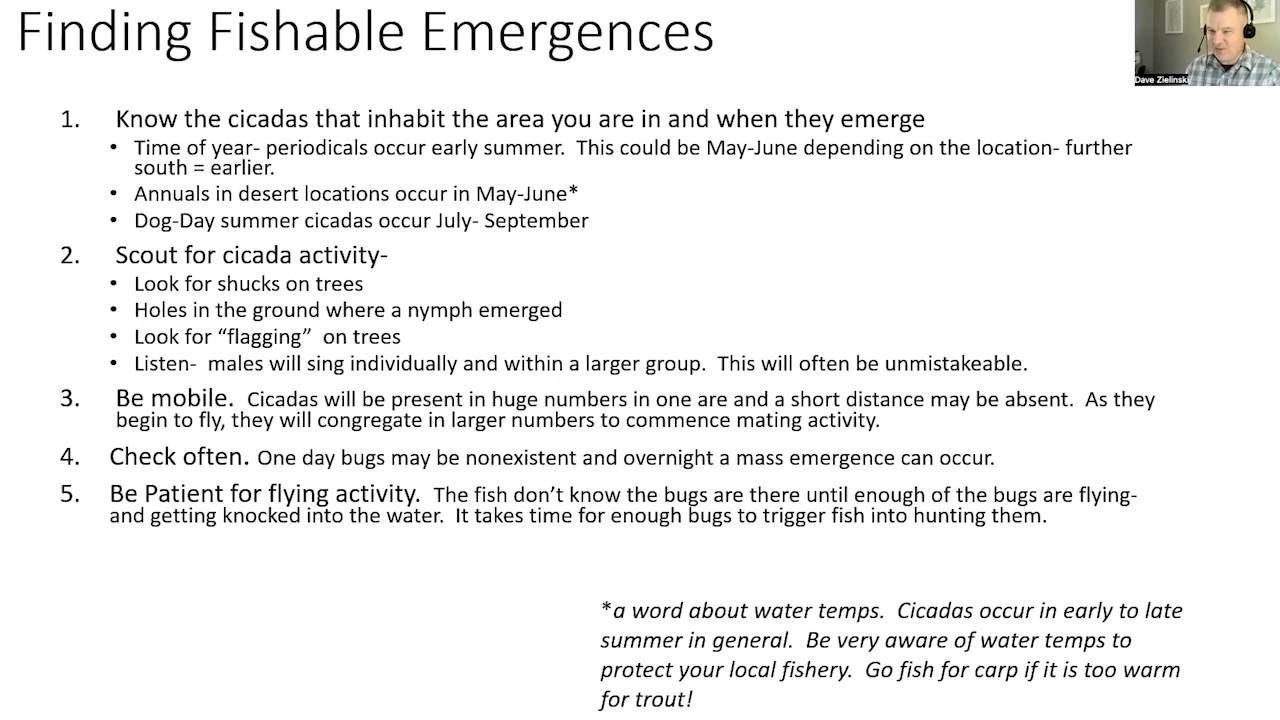 Finding Fishable Emergences
Dave Zielinski
1. Know the cicadas that inhabit the area you are in and when they emerge
• Time of year- periodicals occur early summer. This could be May-June depending on the location- further
south = earlier.
• Annuals in desert locations occur in May-June*
• Dog-Day summer cicadas occur July- September
2. Scout for cicada activity-
• Look for shucks on trees
• Holes in the ground where a nymph emerged
• Look for “flagging” on trees
• Listen- males will sing individually and within a larger group. This will often be unmistakeable.
3. Be mobile. Cicadas will be present in huge numbers in one are and a short distance may be absent. As they
begin to fly, they will congregate in larger numbers to commence mating activity.
4. Check often. One day bugs may be nonexistent and overnight a mass emergence can occur.
5. Be Patient for flying activity. The fish don’t know the bugs are there until enough of the bugs are flying-
and getting knocked into the water. It takes time for enough bugs to trigger fish into hunting them.
*a word about water temps. Cicadas occur in early to late
summer in general. Be very aware of water temps to
protect your local fishery. Go fish for carp if it is too warm
for trout!